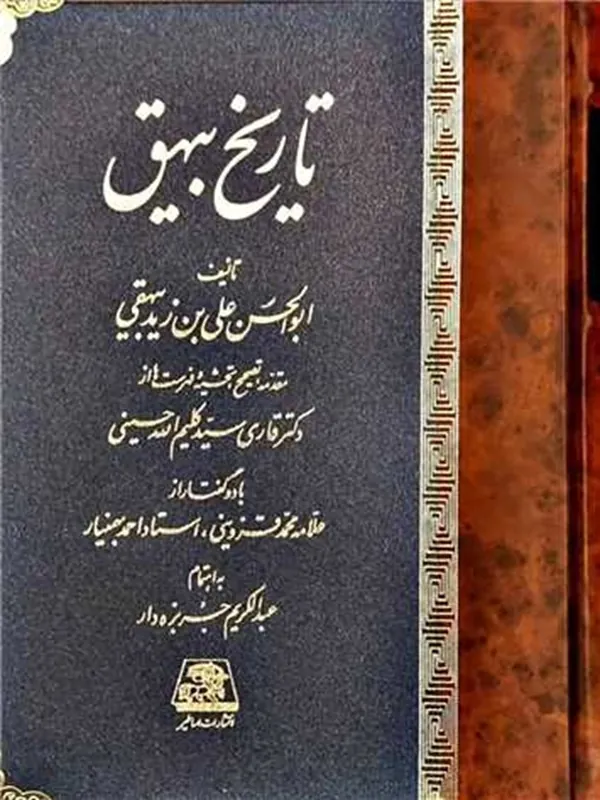 تاریخ بیهق
تألیف
ابوالحسن علی بن زید بیهقی
مقدمه تصحیح تحشیه و فهرست ها از
دکتر قاری سیّد کلیم الله حسینی
با دو گفتار از
علامه محمد قزوینی، استاد احمد بهمنیار
به اهتمام
عبدالکریم جربزه دار
انتشارات اساطیر